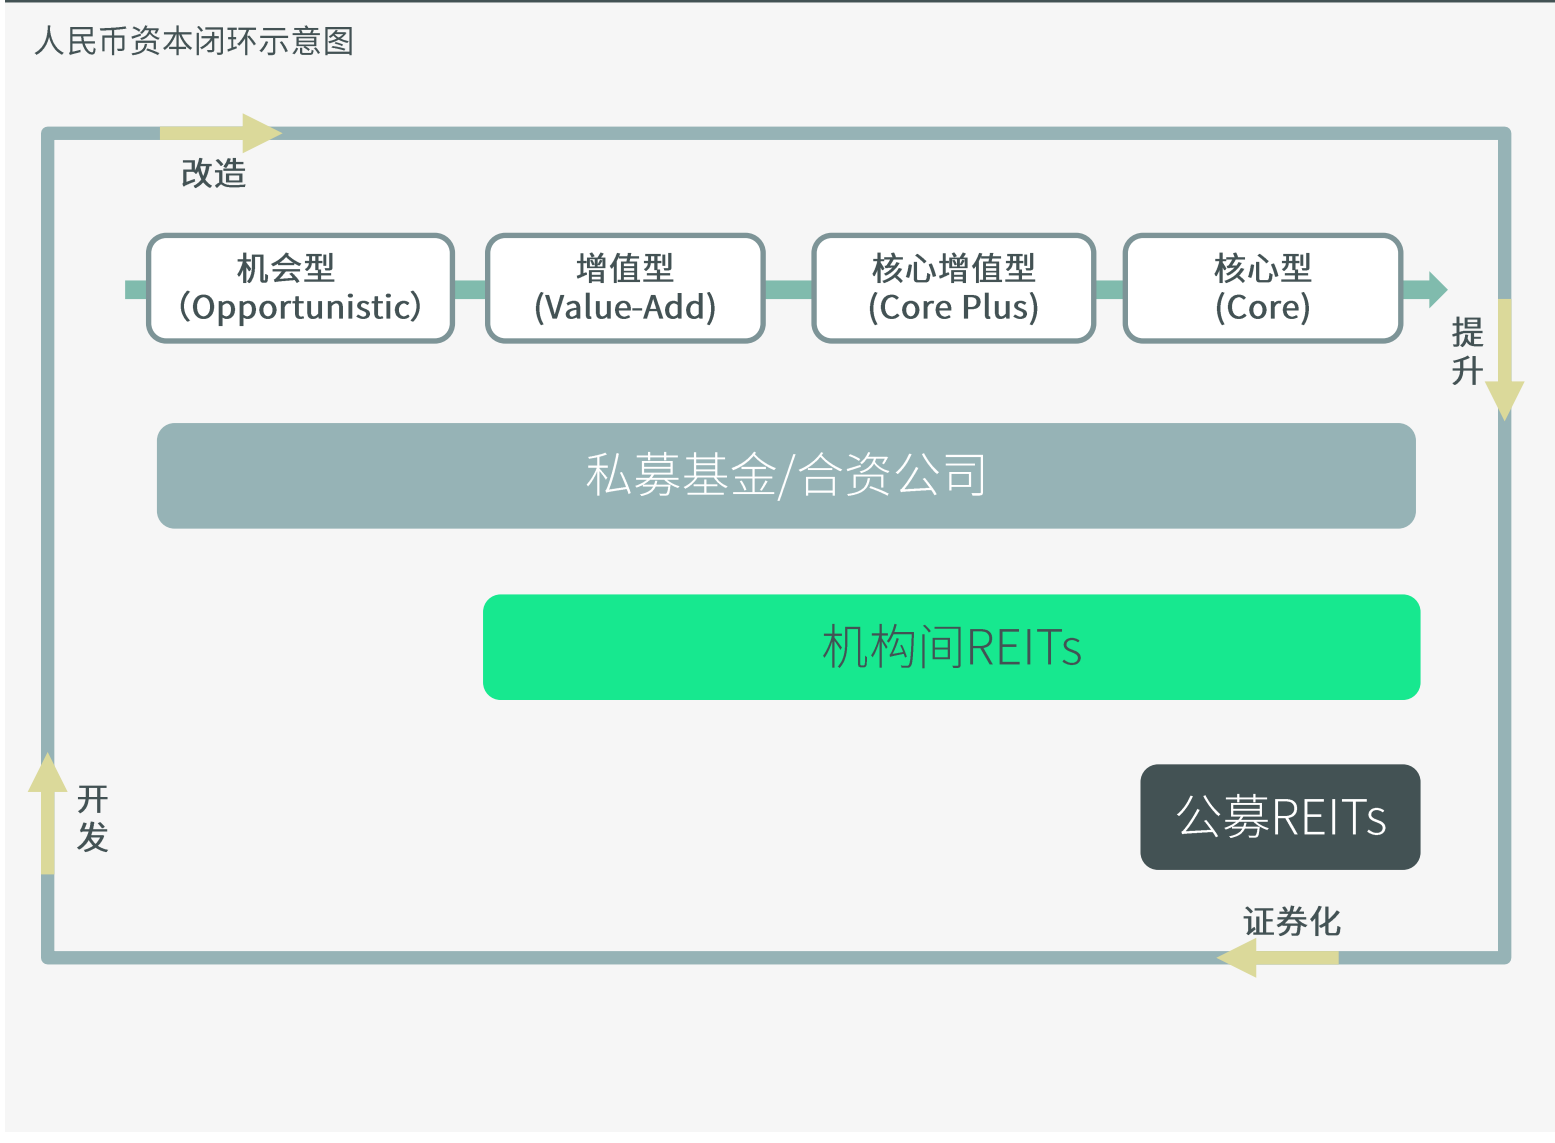 人民币资本闭环示意图
改造
机会型
（Opportunistic）
增值型
(Value-Add)
核心增值型
(Core Plus)
核心型
(Core)
提
升
私募基金/合资公司
机构间REITs
公募REITs
开
发
证券化